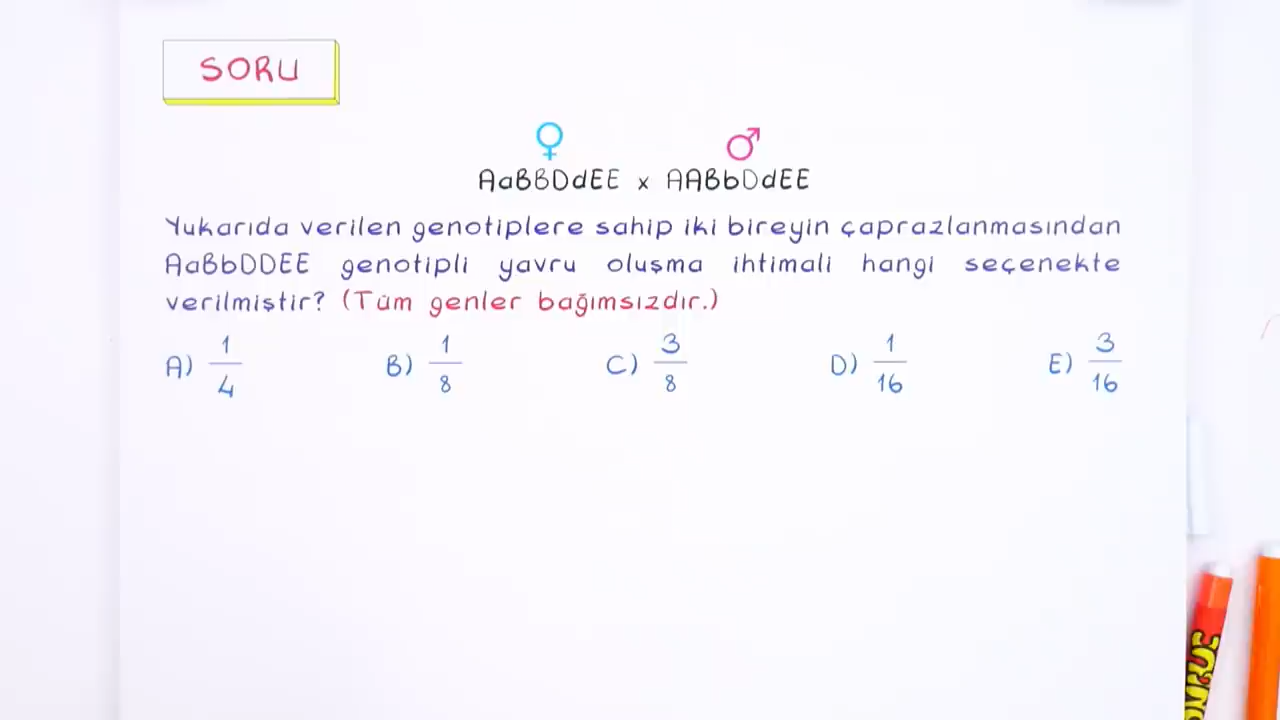 SORU
♀ ♂
AaBBDdEE x AABbDdEE
Yukarıda verilen genotiplere sahip iki bireyin çaprazlanmasından
AaBbDDEE genotipli yavru oluşma ihtimali hangi seçenekte
verilmiştir? (Tüm genler bağımsızdır.)
A) 1/4 B) 1/8 C) 3/8 D) 1/16 E) 3/16